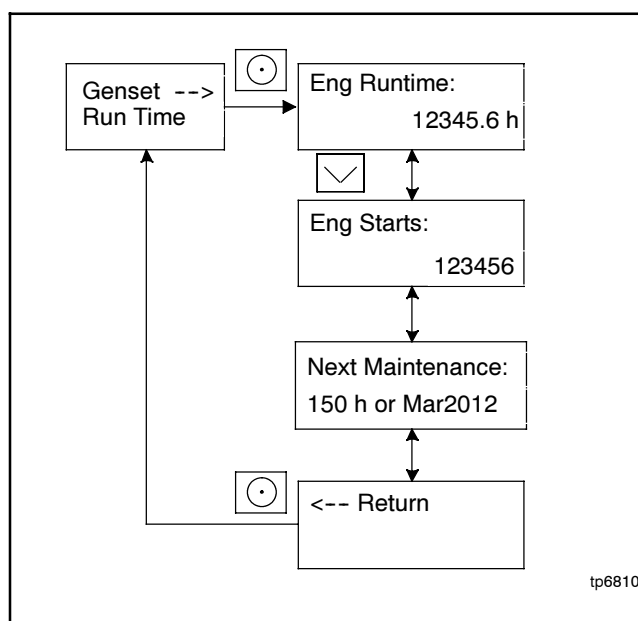 Genset -->
Run Time
Eng Runtime:
12345.6 h
Eng Starts:
123456
Next Maintenance:
150 h or Mar2012
<-- Return
tp6810